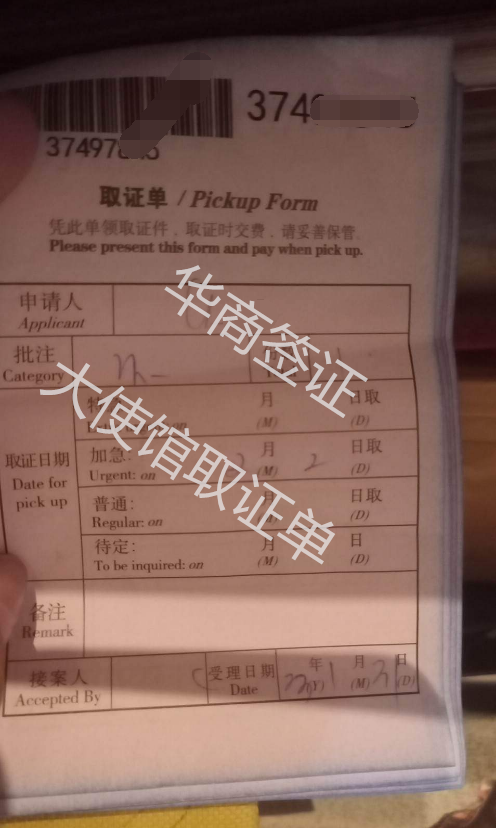 374
37497
取证单 / Pickup Form
凭此单领取证件，取证时交费，请妥善保管.
Please present this form and pay when pick up.
申请人
Applicant
批注
Category
华商签证
大使馆取证单
取证日期
Date for
pick up
月 日取
(M) (D)
加急: 月 2 日取
Urgent: on (M) (D)
普通: 月 日取
Regular: on (M) (D)
待定: 月 日
To be inquired: on (M) (D)
备注
Remark
接案人 受理日期 年 1 月 21 日
Accepted By Date 22 (Y) (M) (D)